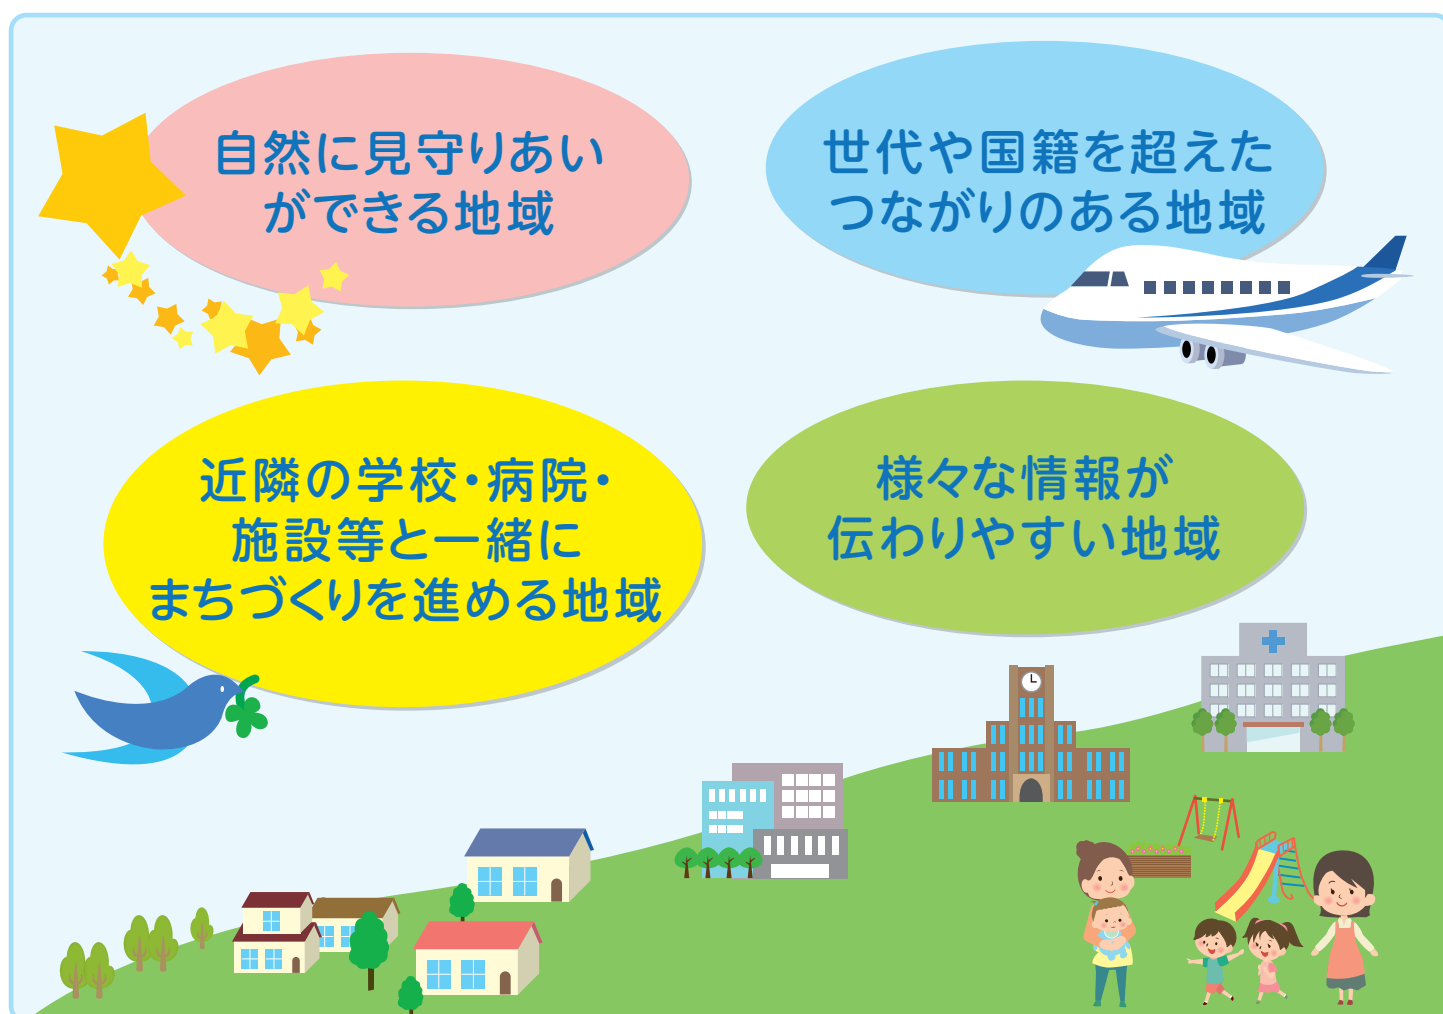 自然に見守りあい
ができる地域
世代や国籍を超えた
つながりのある地域
近隣の学校・病院・
施設等と一緒に
まちづくりを進める地域
様々な情報が
伝わりやすい地域